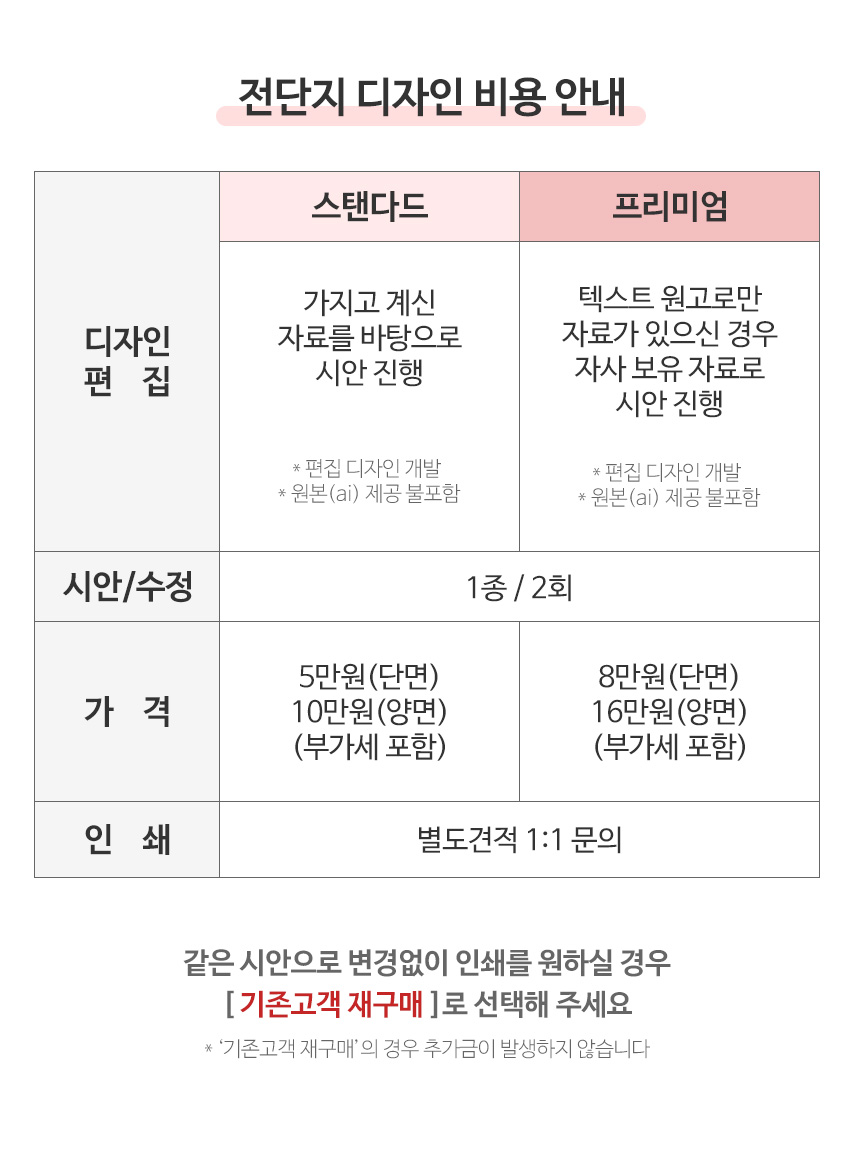 전단지 디자인 비용 안내
스탠다드
프리미엄
디자인
편 집
가지고 계신
자료를 바탕으로
시안 진행
* 편집 디자인 개발
* 원본(ai) 제공 불포함
텍스트 원고로만
자료가 있으신 경우
자사 보유 자료로
시안 진행
* 편집 디자인 개발
* 원본(ai) 제공 불포함
시안/수정
1종 / 2회
가 격
5만원(단면)
10만원(양면)
(부가세 포함)
8만원(단면)
16만원(양면)
(부가세 포함)
인 쇄
별도견적 1:1 문의
같은 시안으로 변경없이 인쇄를 원하실 경우
[ 기존고객 재구매 ]로 선택해 주세요
* ‘기존고객 재구매’의 경우 추가금이 발생하지 않습니다